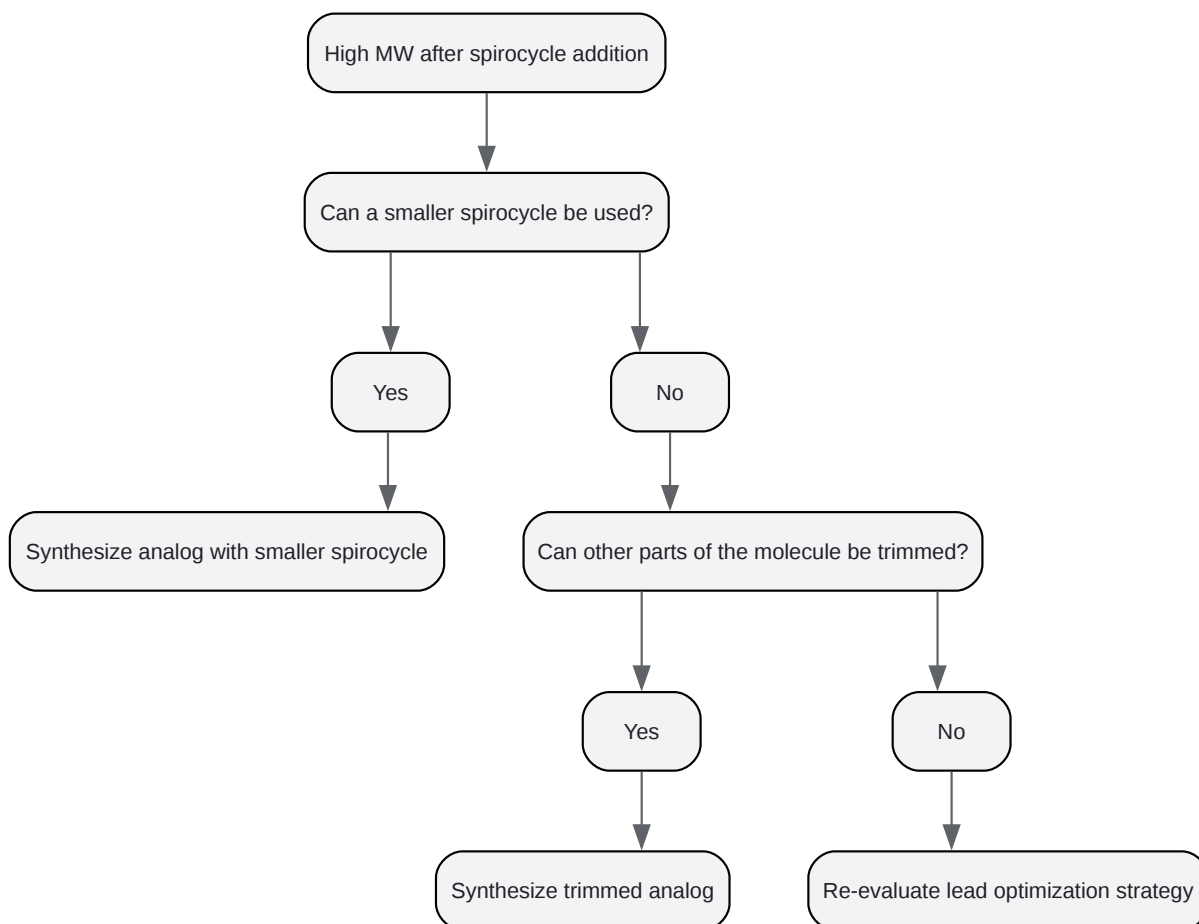 High MW after spirocycle addition
Can a smaller spirocycle be used?
Yes
No
Synthesize analog with smaller spirocycle
Can other parts of the molecule be trimmed?
Yes
No
Synthesize trimmed analog
Re-evaluate lead optimization strategy